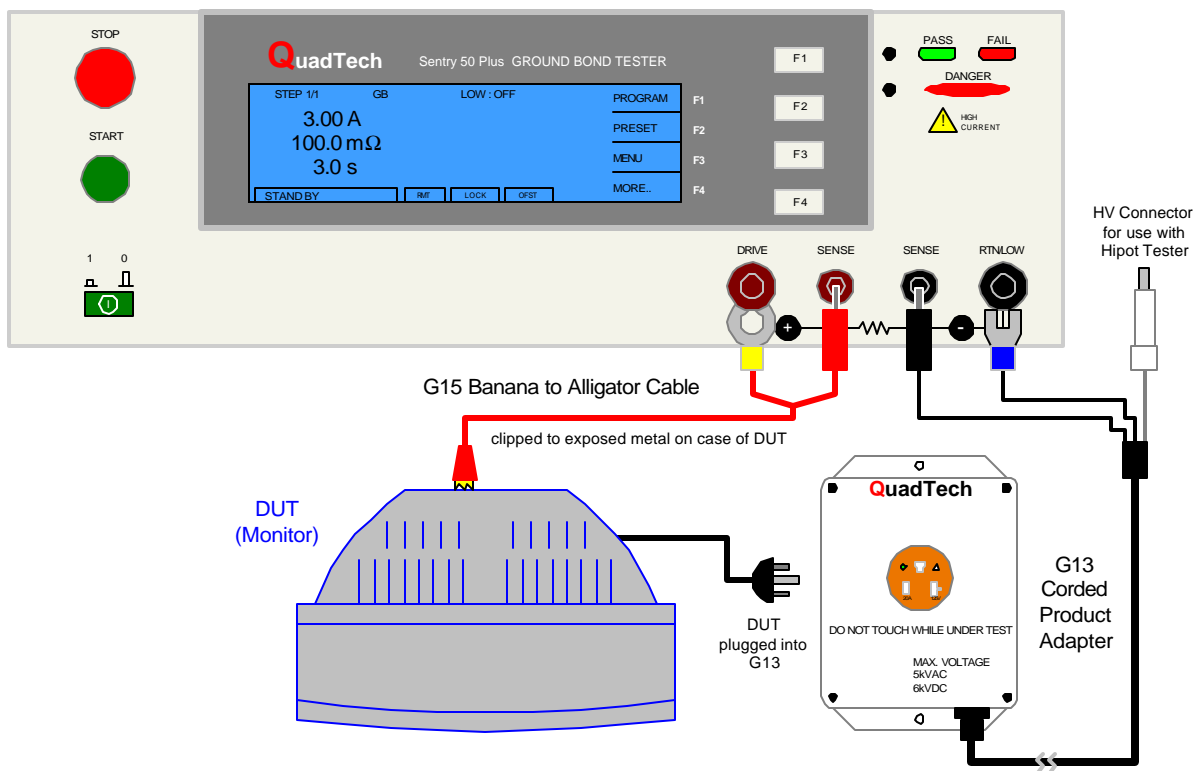 STOP
START
1 0
QuadTech Sentry 50 Plus GROUND BOND TESTER
STEP 1/1 GB LOW : OFF
3.00 A
100.0 mΩ
3.0 s
STAND BY RMT LOCK OFST
PROGRAM F1
PRESET F2
MENU F3
MORE.. F4
F1
F2
F3
F4
PASS FAIL
DANGER
HIGH
CURRENT
DRIVE SENSE SENSE RTN/LOW
+ -
HV Connector
for use with
Hipot Tester
G15 Banana to Alligator Cable
clipped to exposed metal on case of DUT
DUT
(Monitor)
DUT
plugged into
G13
QuadTech
20A
DO NOT TOUCH WHILE UNDER TEST
MAX. VOLTAGE
5kVAC
6kVDC
G13
Corded
Product
Adapter